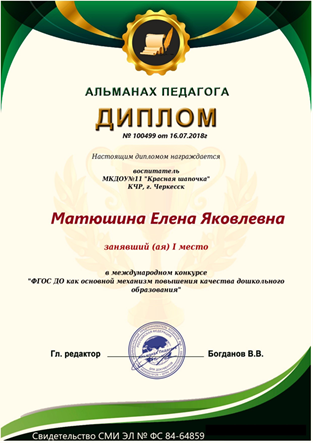 АЛЬМАНАХ ПЕДАГОГА
ДИПЛОМ
№ 100499 от 16.07.2018г
Настоящим дипломом награждается
воспитатель
МКДОУ№11 "Красная шапочка"
КЧР, г. Черкесск
Матюшина Елена Яковлевна
занявший (ая) I место
в международном конкурсе
"ФГОС ДО как основной механизм повышения качества дошкольного
образования"
Гл. редактор Богданов В.В.
Свидетельство СМИ ЭЛ № ФС 84-64859